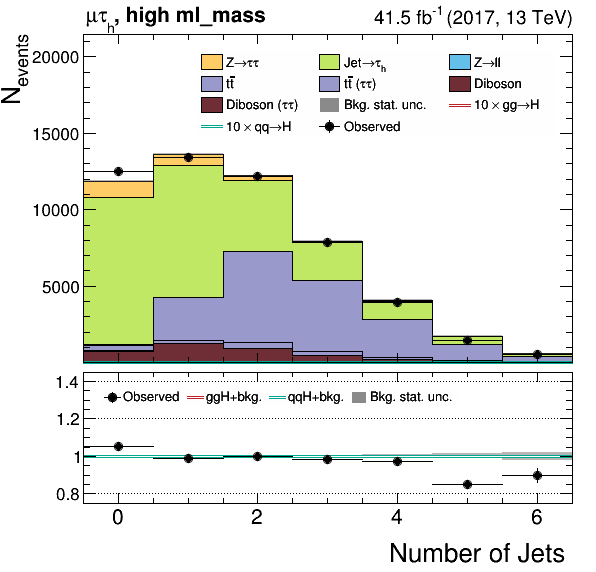 μτh, high ml_mass 41.5 fb-1 (2017, 13 TeV)
Nevents
20000
15000
10000
5000
Z→ττ Jet→τh Z→ll
tt̄ tt̄ (ττ) Diboson
Diboson (ττ) Bkg. stat. unc. 10 × gg→H
10 × qq→H Observed
1.4
1.2
1
0.8
Observed ggH+bkg. qqH+bkg. Bkg. stat. unc.
0 2 4 6
Number of Jets